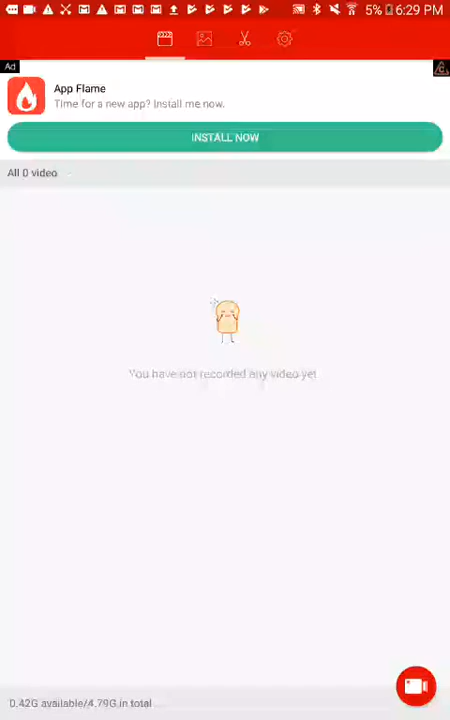 5% 6:29 PM
Ad
App Flame
Time for a new app? Install me now.
INSTALL NOW
All 0 video
You have not recorded any video yet
0.42G available/4.79G in total